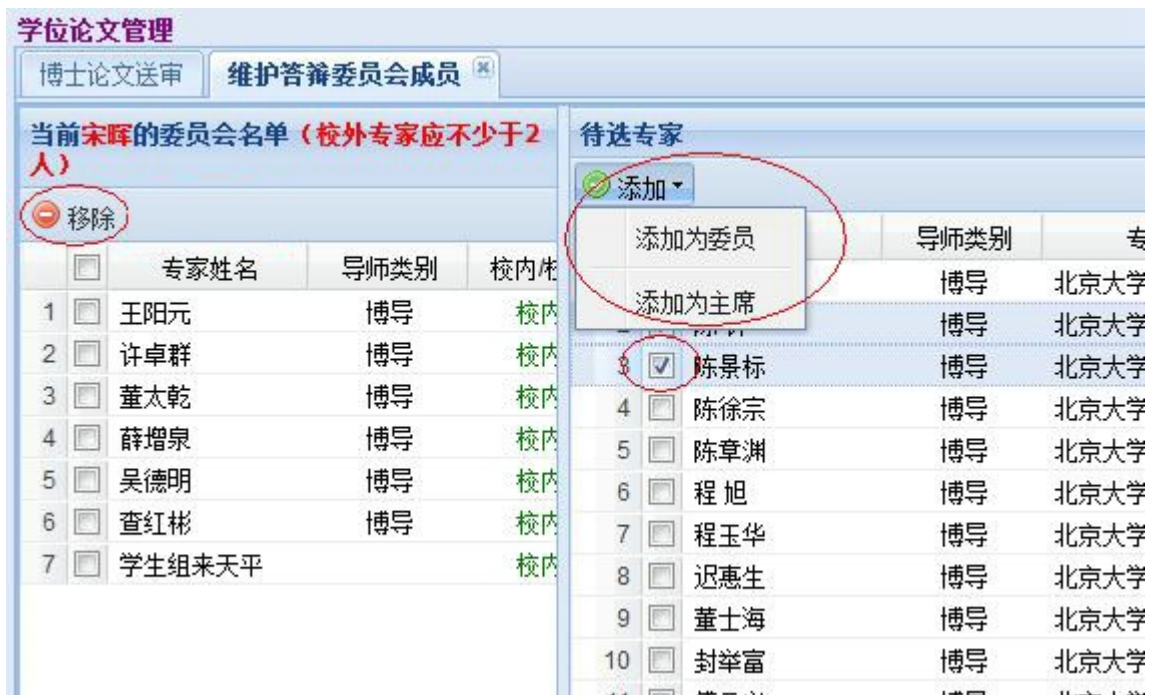 学位论文管理
博士论文送审 维护答辩委员会成员
当前宋晖的委员会名单（校外专家应不少于2人）
移除
专家姓名 导师类别 校内/校
1 王阳元 博导 校内
2 许卓群 博导 校内
3 董太乾 博导 校内
4 薛增泉 博导 校内
5 吴德明 博导 校内
6 查红彬 博导 校内
7 学生组来天平 校内
待选专家
添加
添加为委员
添加为主席
导师类别 专
博导 北京大学
2 博导 北京大学
3 陈景标 博导 北京大学
4 陈徐宗 博导 北京大学
5 陈章渊 博导 北京大学
6 程 旭 博导 北京大学
7 程玉华 博导 北京大学
8 迟惠生 博导 北京大学
9 董士海 博导 北京大学
10 封举富 博导 北京大学